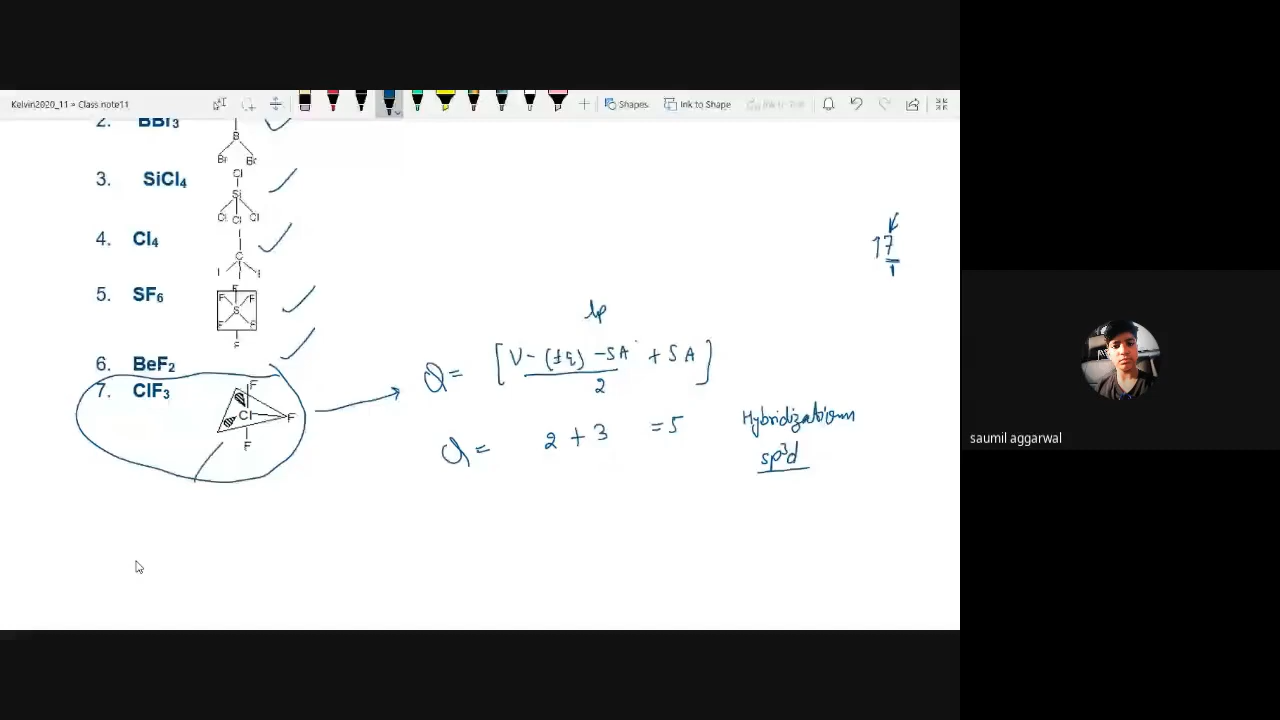 Kelvin2020_11 » Class note11
Shapes
Ink to Shape
2. BBr₃
B
Br Br
3. SiCl₄
Cl
Si
Cl Cl Cl
4. CI₄
I
C
I I
5. SF₆
F
F F
S
F F
F
6. BeF₂
7. ClF₃
F
Cl F
F
17
1
lp
Q = [V - (±q) - SA / 2 + SA]
Q = 2 + 3 = 5
Hybridization
sp³d
saumil aggarwal